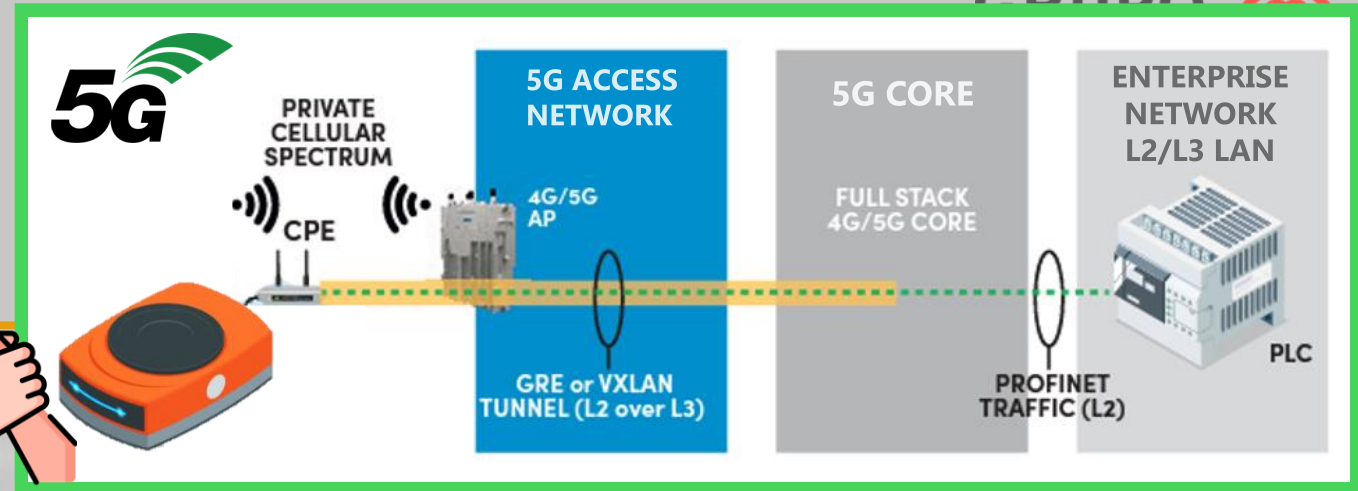 5G
PRIVATE
CELLULAR
SPECTRUM
CPE
4G/5G
AP
5G ACCESS
NETWORK
GRE or VXLAN
TUNNEL (L2 over L3)
5G CORE
FULL STACK
4G/5G CORE
PROFINET
TRAFFIC (L2)
ENTERPRISE
NETWORK
L2/L3 LAN
PLC